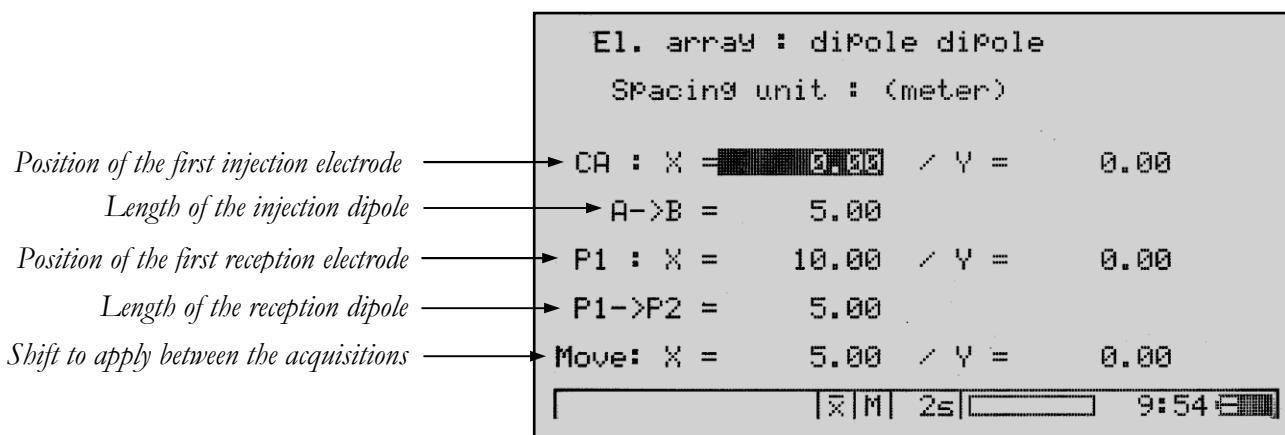 El. array : dipole dipole
Spacing unit : (meter)
Position of the first injection electrode CA : X = 0.00 / Y = 0.00
Length of the injection dipole A->B = 5.00
Position of the first reception electrode P1 : X = 10.00 / Y = 0.00
Length of the reception dipole P1->P2 = 5.00
Shift to apply between the acquisitions Move: X = 5.00 / Y = 0.00
x̅ M 2s 9:54